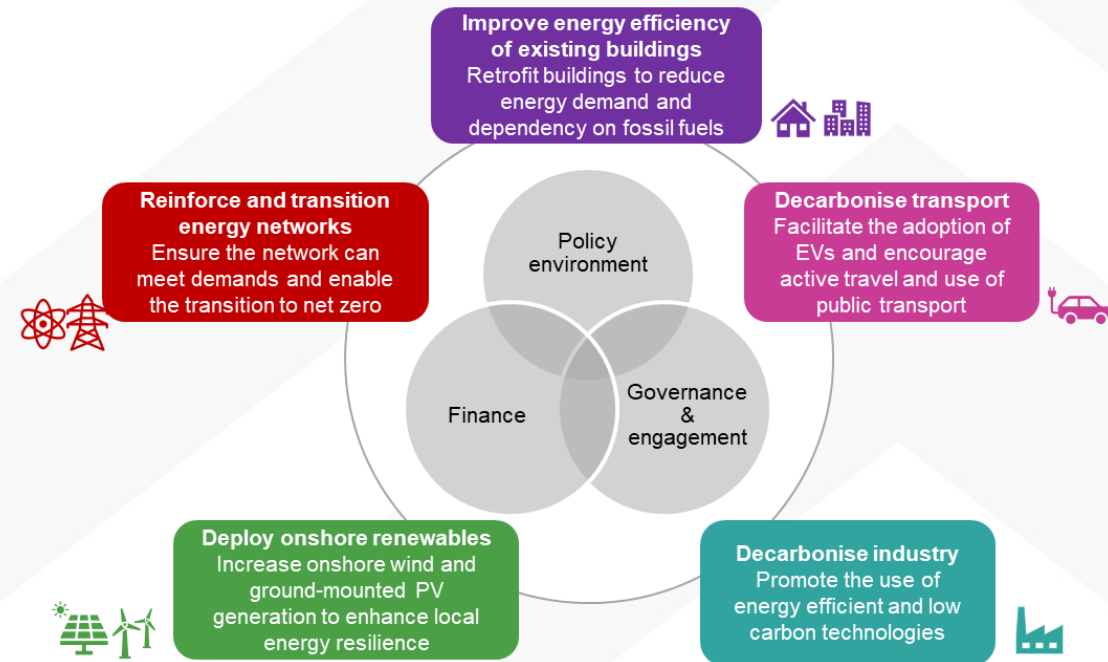 Improve energy efficiency
of existing buildings
Retrofit buildings to reduce
energy demand and
dependency on fossil fuels
Reinforce and transition
energy networks
Ensure the network can
meet demands and enable
the transition to net zero
Decarbonise transport
Facilitate the adoption of
EVs and encourage
active travel and use of
public transport
Policy
environment
Finance
Governance
&
engagement
Deploy onshore renewables
Increase onshore wind and
ground-mounted PV
generation to enhance local
energy resilience
Decarbonise industry
Promote the use of
energy efficient and low
carbon technologies